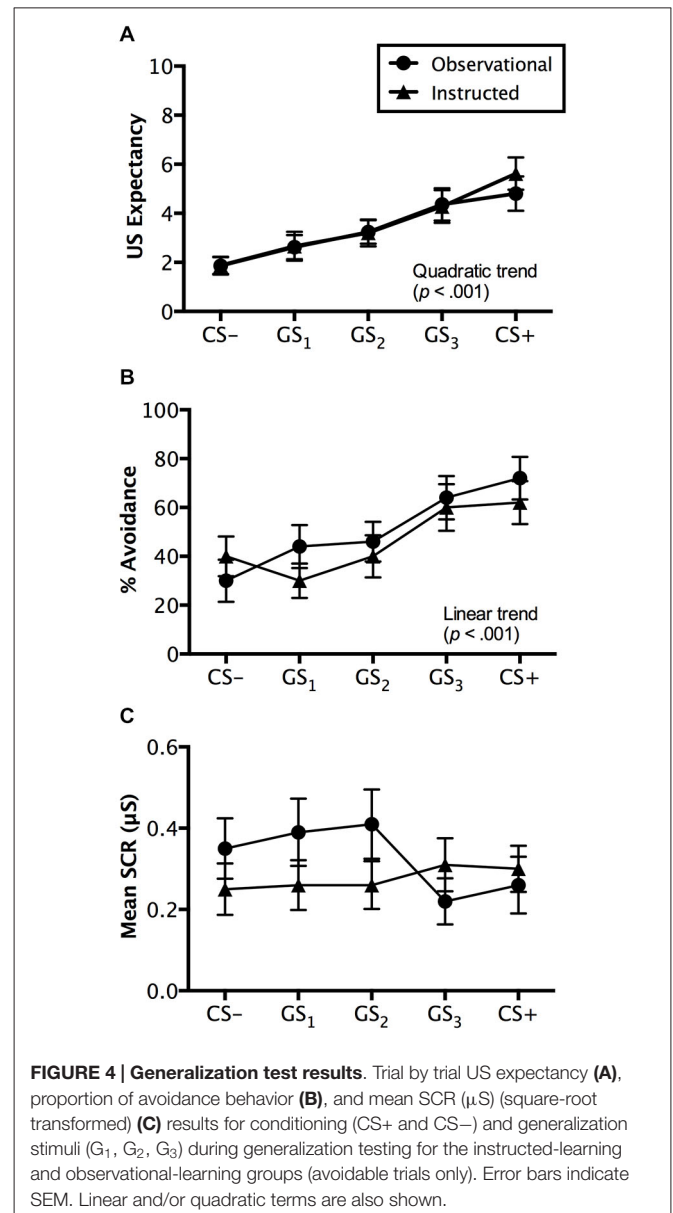 A
Observational
Instructed
10
8
6
4
2
0
US Expectancy
Quadratic trend
(p < .001)
CS− GS₁ GS₂ GS₃ CS+
B
100
80
60
40
20
0
% Avoidance
Linear trend
(p < .001)
CS− GS₁ GS₂ GS₃ CS+
C
0.6
0.4
0.2
0.0
Mean SCR (µS)
CS− GS₁ GS₂ GS₃ CS+
FIGURE 4 | Generalization test results. Trial by trial US expectancy (A),
proportion of avoidance behavior (B), and mean SCR (µS) (square-root
transformed) (C) results for conditioning (CS+ and CS−) and generalization
stimuli (G₁, G₂, G₃) during generalization testing for the instructed-learning
and observational-learning groups (avoidable trials only). Error bars indicate
SEM. Linear and/or quadratic terms are also shown.